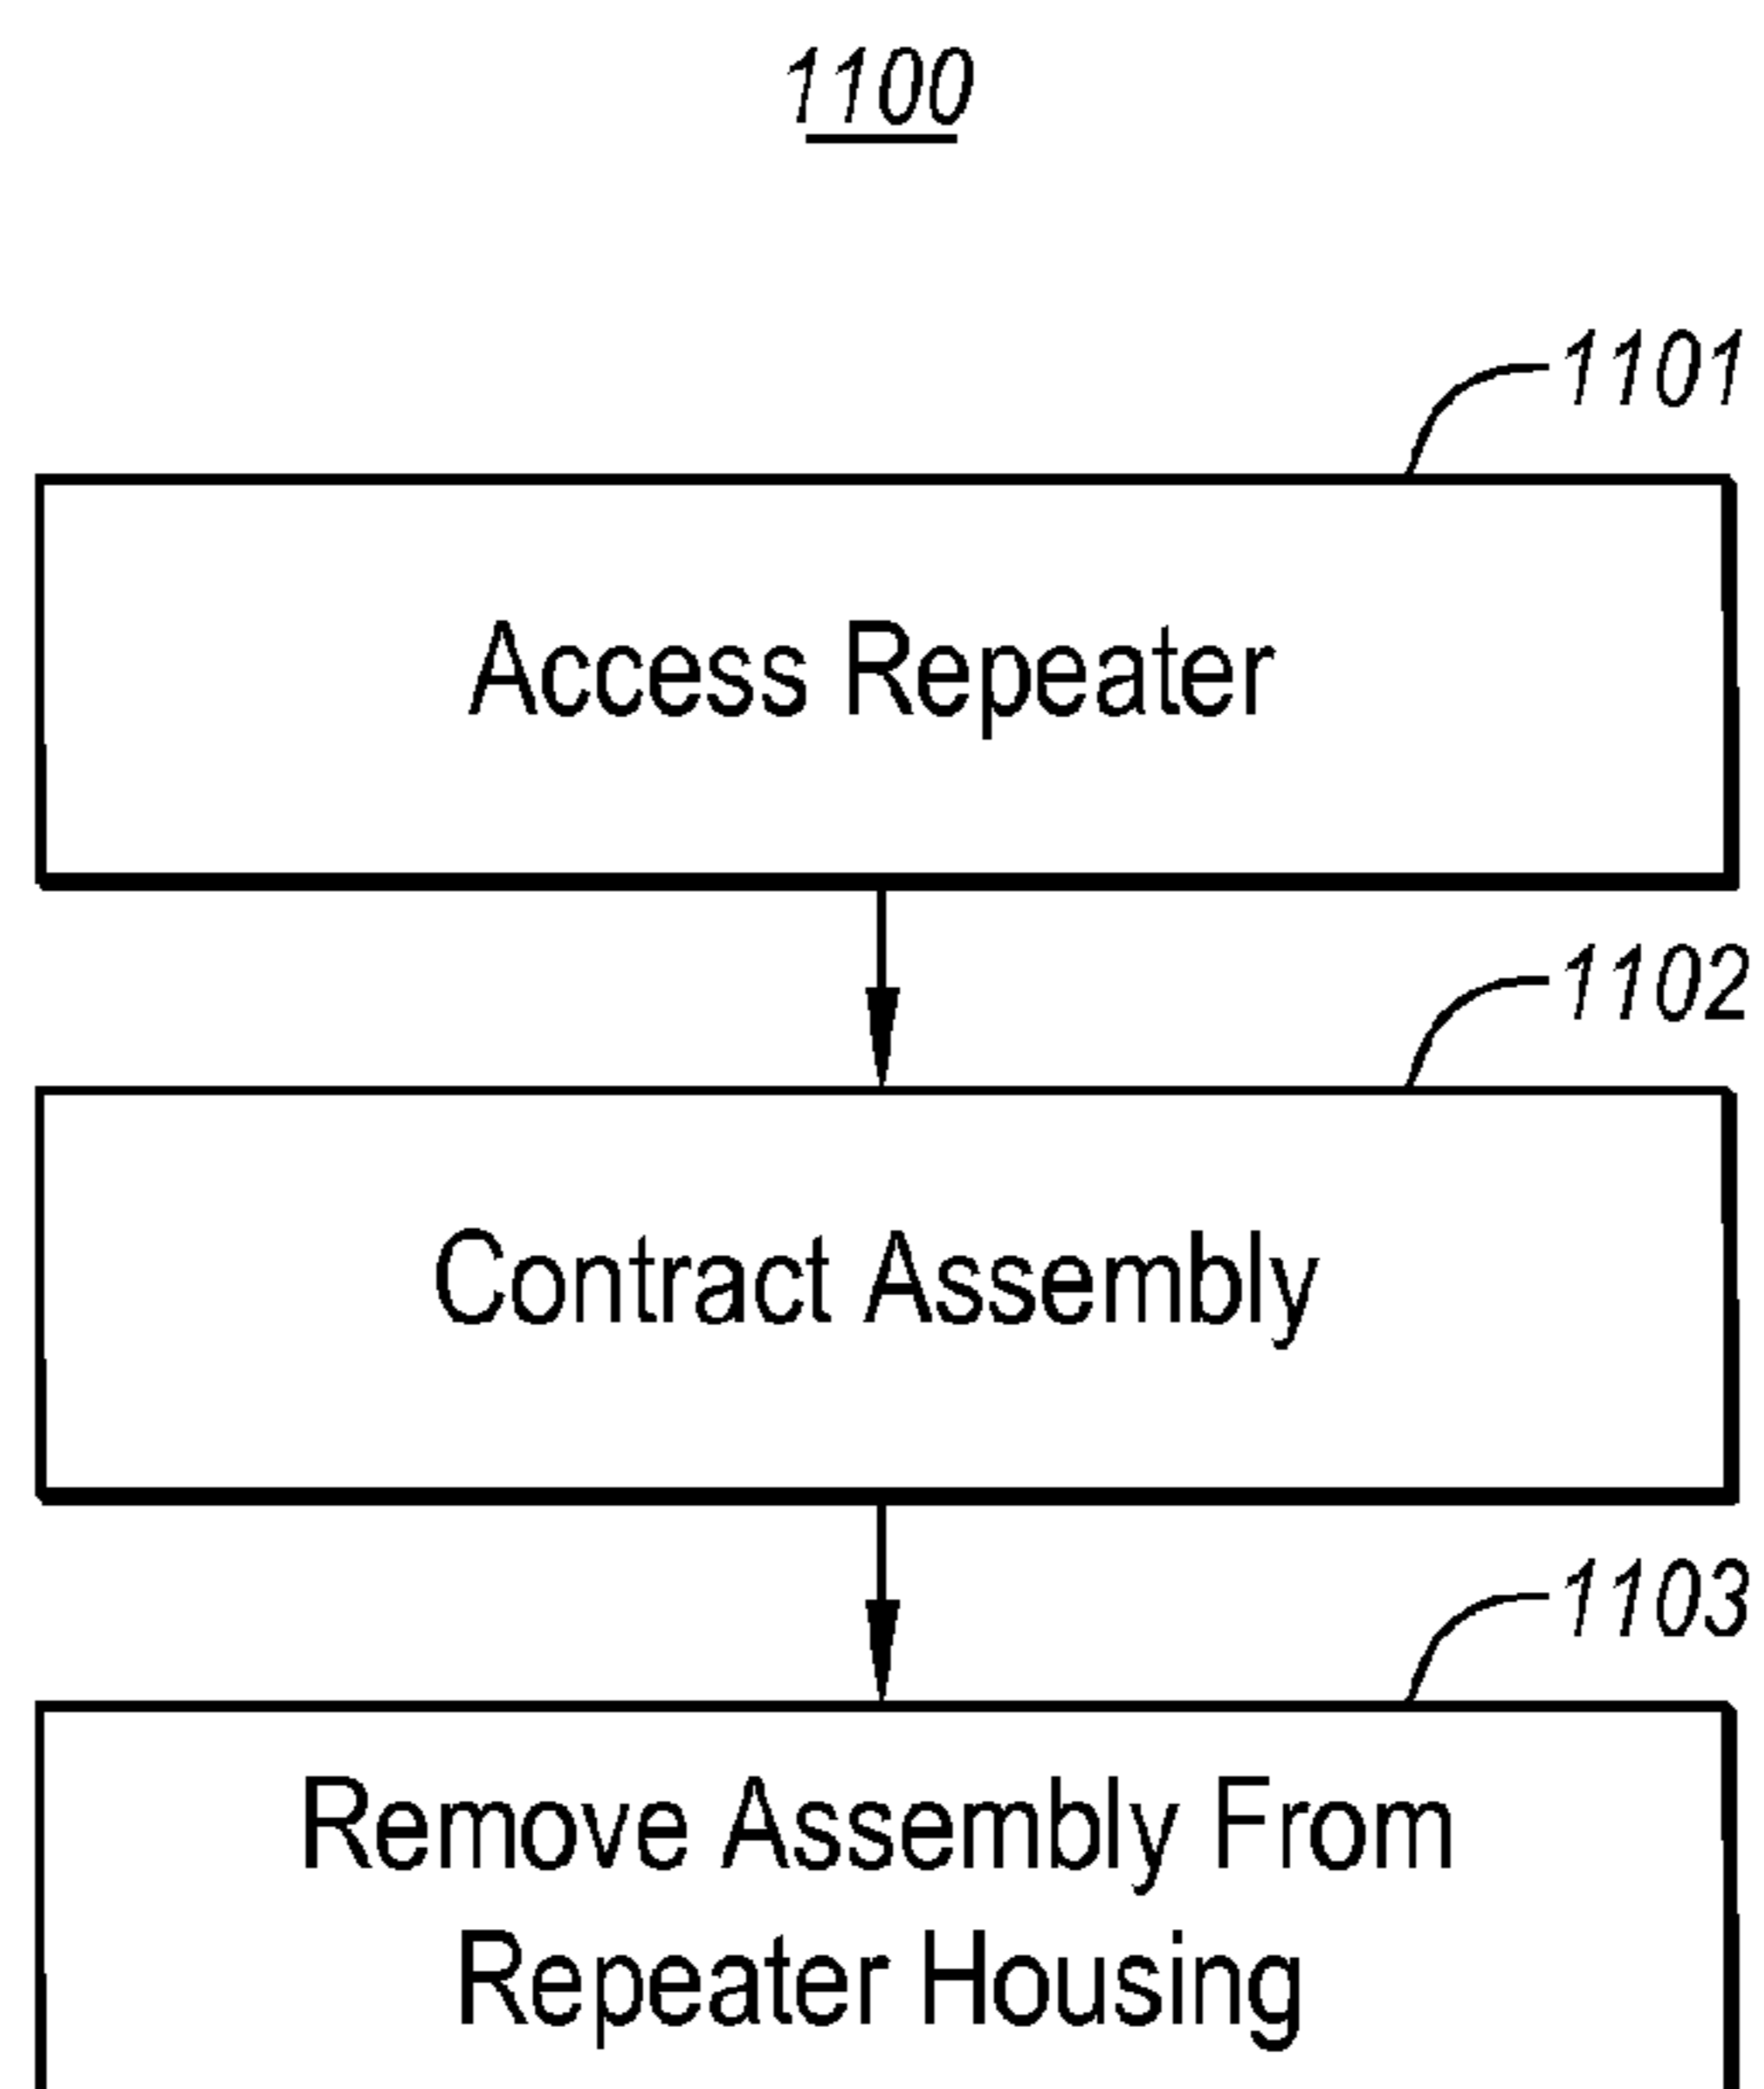 1100
1101
Access Repeater
1102
Contract Assembly
1103
Remove Assembly From
Repeater Housing